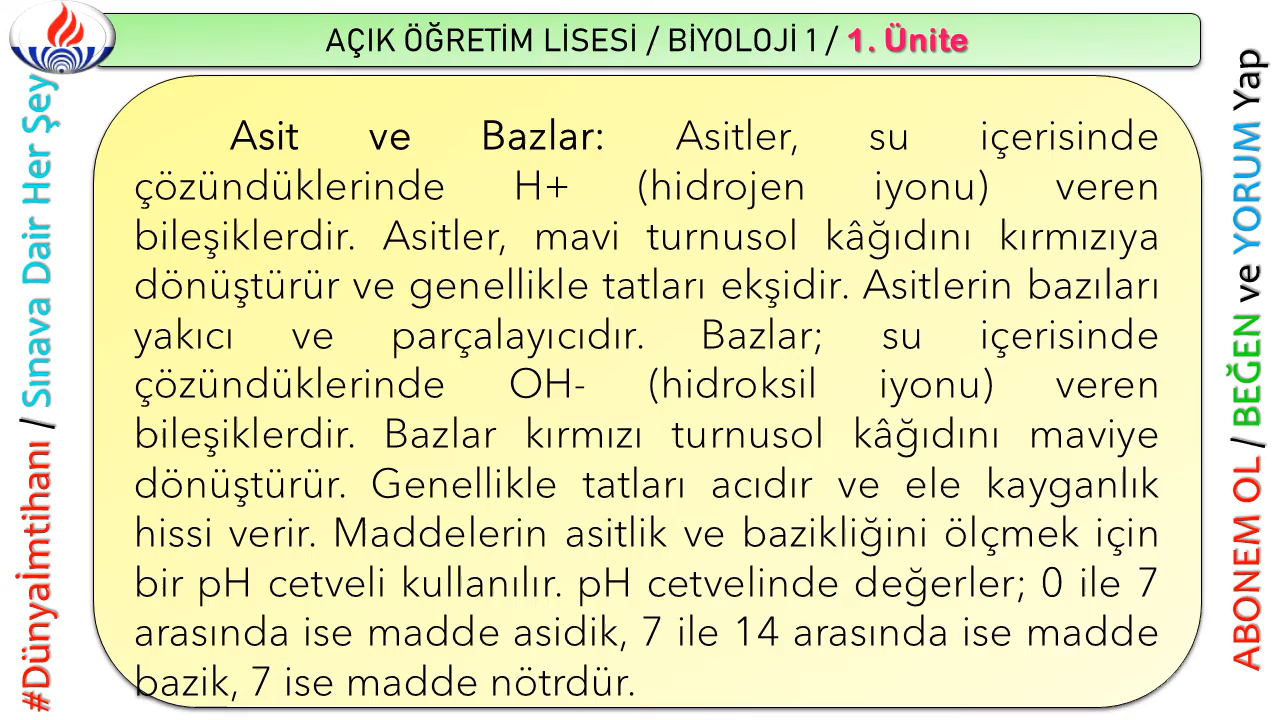 AÇIK ÖĞRETİM LİSESİ / BİYOLOJİ 1 / 1. Ünite
#Dünyaİmtihanı / Sınava Dair Her Şey
Asit ve Bazlar: Asitler, su içerisinde
çözündüklerinde H+ (hidrojen iyonu) veren
bileşiklerdir. Asitler, mavi turnusol kâğıdını kırmızıya
dönüştürür ve genellikle tatları ekşidir. Asitlerin bazıları
yakıcı ve parçalayıcıdır. Bazlar; su içerisinde
çözündüklerinde OH- (hidroksil iyonu) veren
bileşiklerdir. Bazlar kırmızı turnusol kâğıdını maviye
dönüştürür. Genellikle tatları acıdır ve ele kayganlık
hissi verir. Maddelerin asitlik ve bazikliğini ölçmek için
bir pH cetveli kullanılır. pH cetvelinde değerler; 0 ile 7
arasında ise madde asidik, 7 ile 14 arasında ise madde
bazik, 7 ise madde nötrdür.
ABONEM OL / BEĞEN ve YORUM Yap